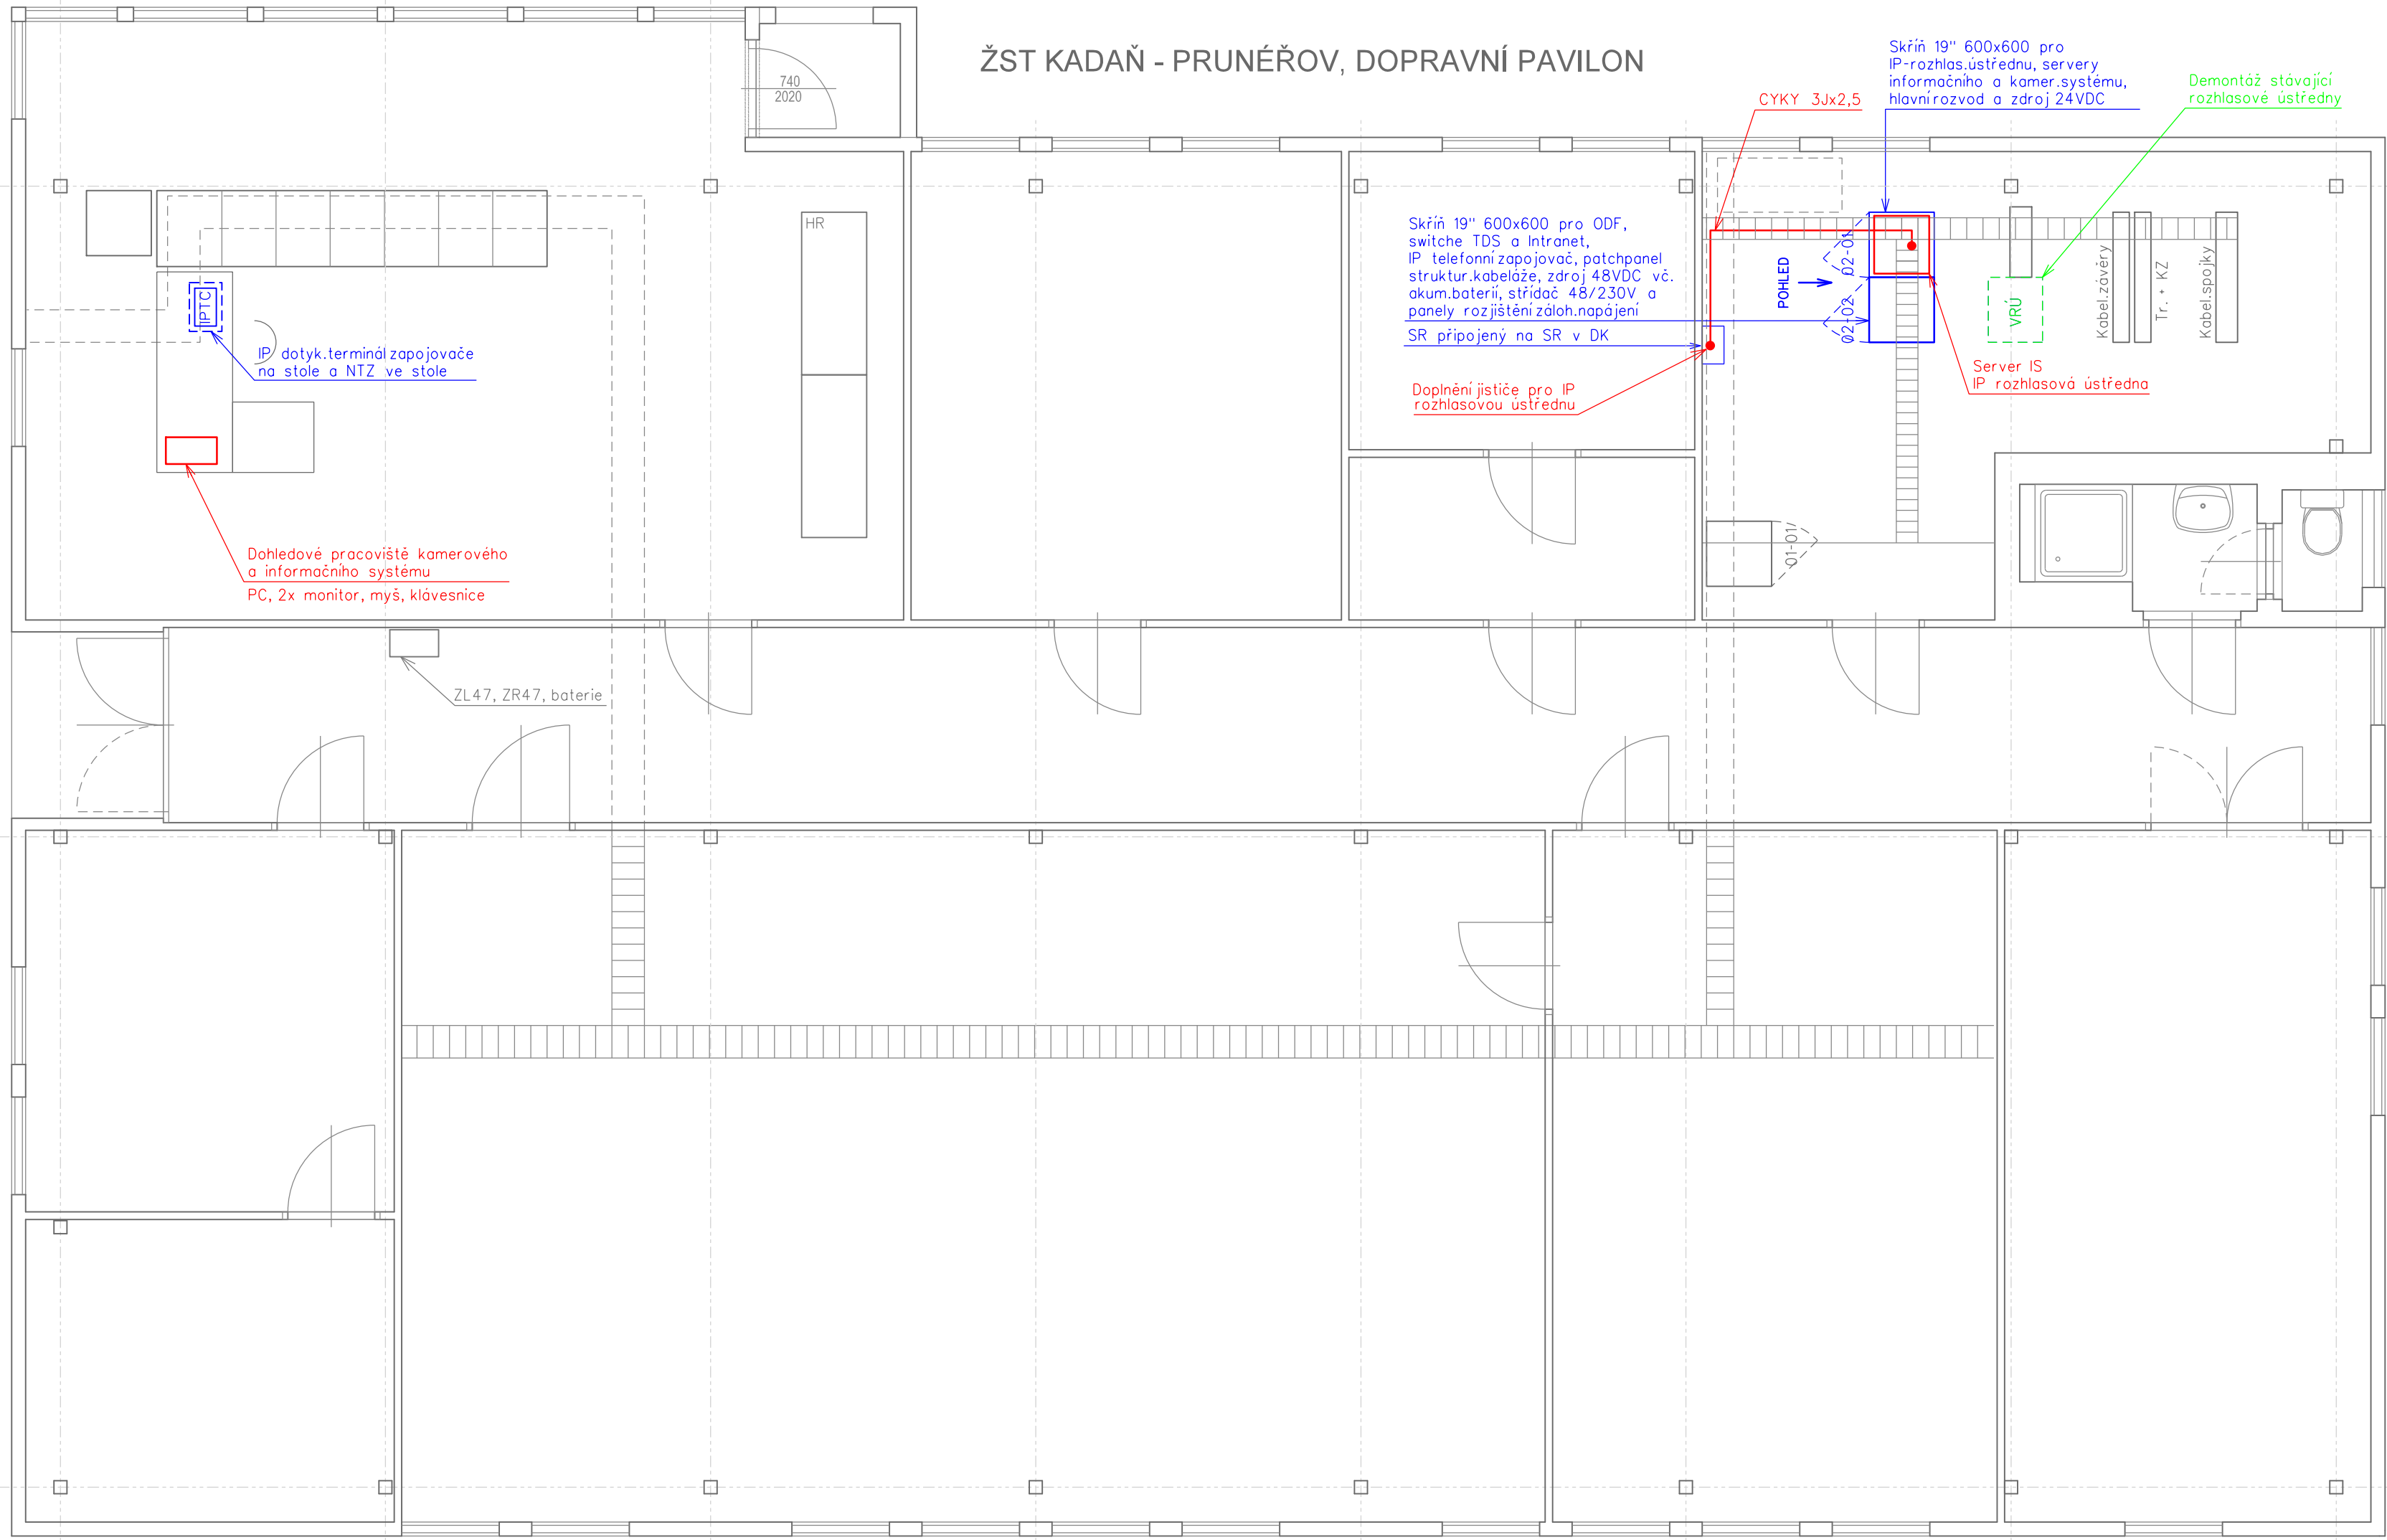 ŽST KADAŇ - PRUNÉŘOV, DOPRAVNÍ PAVILON
740
2020
Skříň 19" 600x600 pro
IP-rozhlas.ústřednu, servery
informačního a kamer.systému,
hlavní rozvod a zdroj 24VDC
Demontáž stávající
rozhlasové ústředny
CYKY 3Jx2,5
HR
Skříň 19" 600x600 pro ODF,
switche TDS a Intranet,
IP telefonní zapojovač, patchpanel
struktur.kabeláže, zdroj 48VDC vč.
akum.baterií, střídač 48/230V a
panely rozjištění záloh.napájení
SR připojený na SR v DK
POHLED
02-01
02-02
VRÚ
Kabel.závěry
Tr. + KZ
Kabel.spojky
IPTC
IP dotyk.terminál zapojovače
na stole a NTZ ve stole
Doplnění jističe pro IP
rozhlasovou ústřednu
Server IS
IP rozhlasová ústředna
Dohledové pracoviště kamerového
a informačního systému
PC, 2x monitor, myš, klávesnice
01-01
ZL47, ZR47, baterie